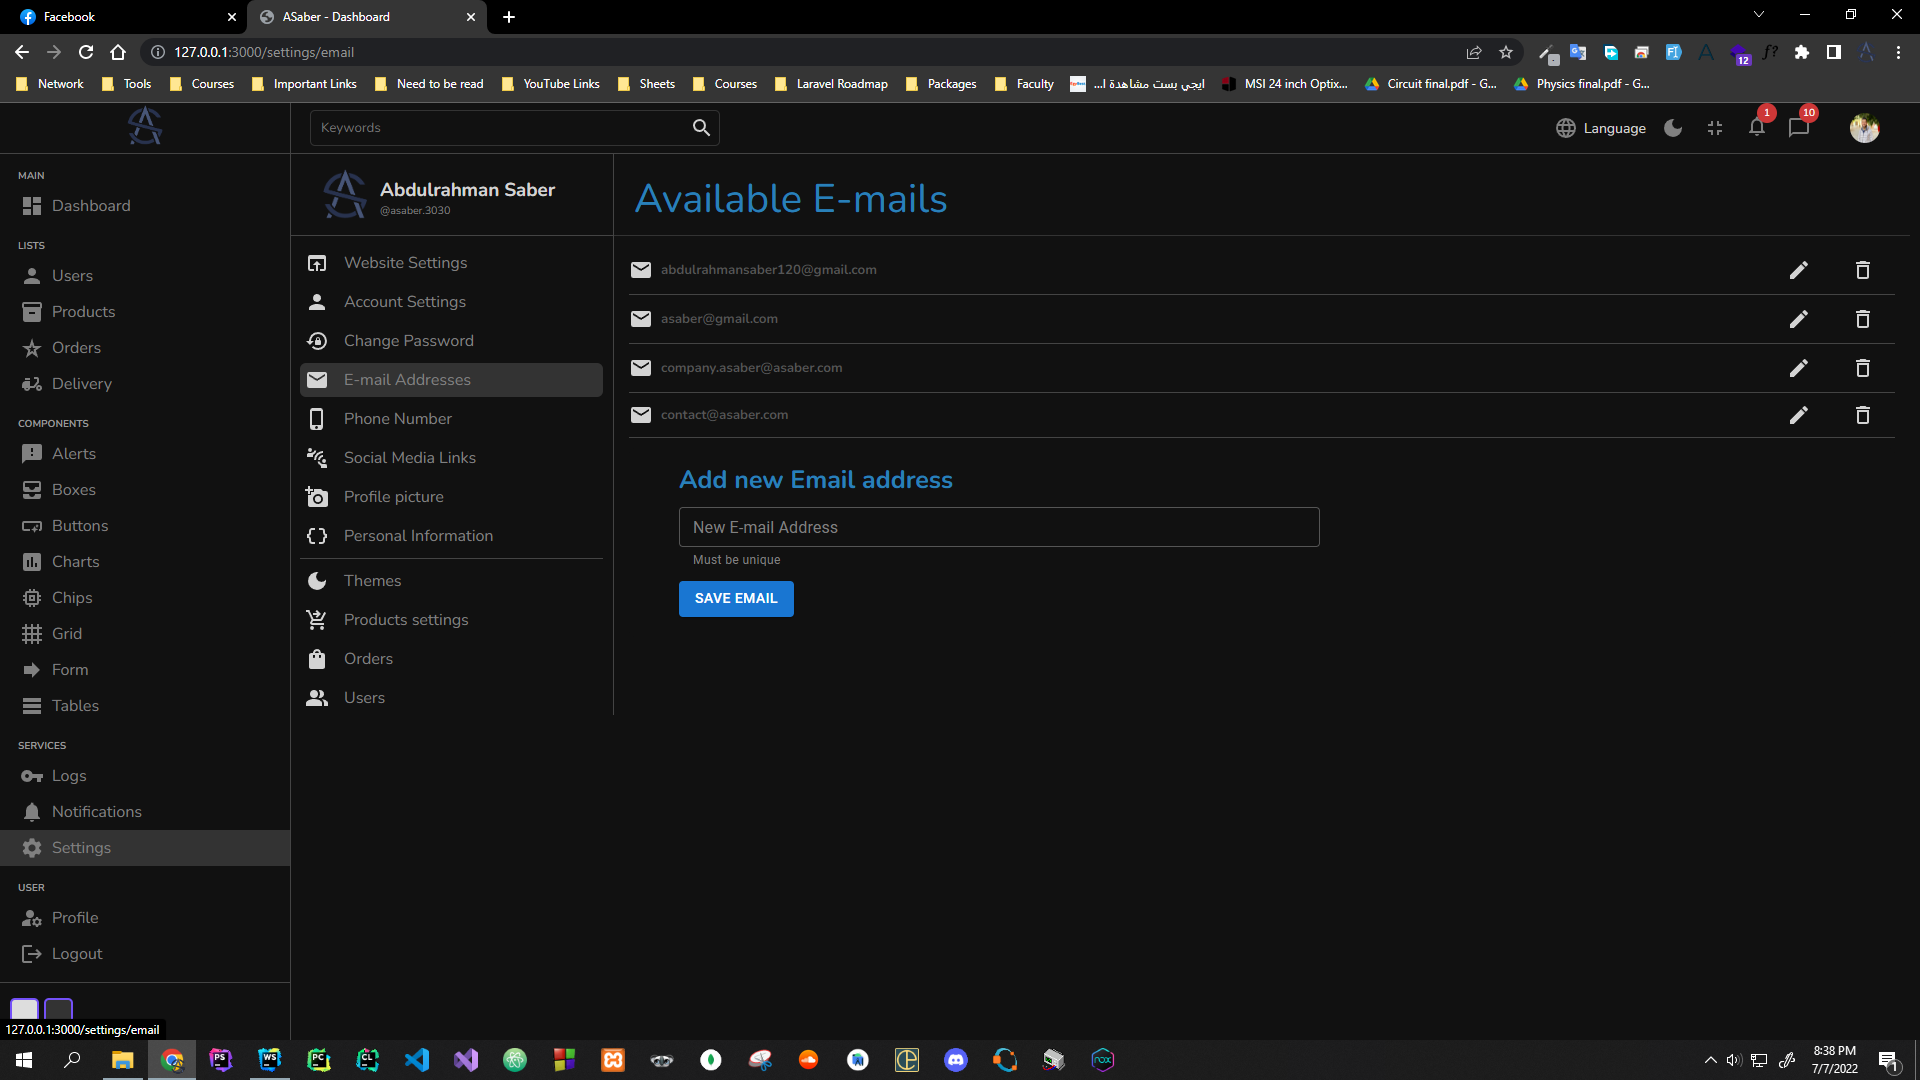 Facebook
ASaber - Dashboard
127.0.0.1:3000/settings/email
12
Network
Tools
Courses
Important Links
Need to be read
YouTube Links
Sheets
Courses
Laravel Roadmap
Packages
Faculty
ايجي بست مشاهدة ا...
MSI 24 inch Optix...
Circuit final.pdf - G...
Physics final.pdf - G...
Keywords
Language
1
10
MAIN
Dashboard
LISTS
Users
Products
Orders
Delivery
COMPONENTS
Alerts
Boxes
Buttons
Charts
Chips
Grid
Form
Tables
SERVICES
Logs
Notifications
Settings
USER
Profile
Logout
Abdulrahman Saber
@asaber.3030
Website Settings
Account Settings
Change Password
E-mail Addresses
Phone Number
Social Media Links
Profile picture
Personal Information
Themes
Products settings
Orders
Users
Available E-mails
abdulrahmansaber120@gmail.com
asaber@gmail.com
company.asaber@asaber.com
contact@asaber.com
Add new Email address
New E-mail Address
Must be unique
SAVE EMAIL
127.0.0.1:3000/settings/email
PS
WS
PC
CL
nox
8:38 PM
7/7/2022
1